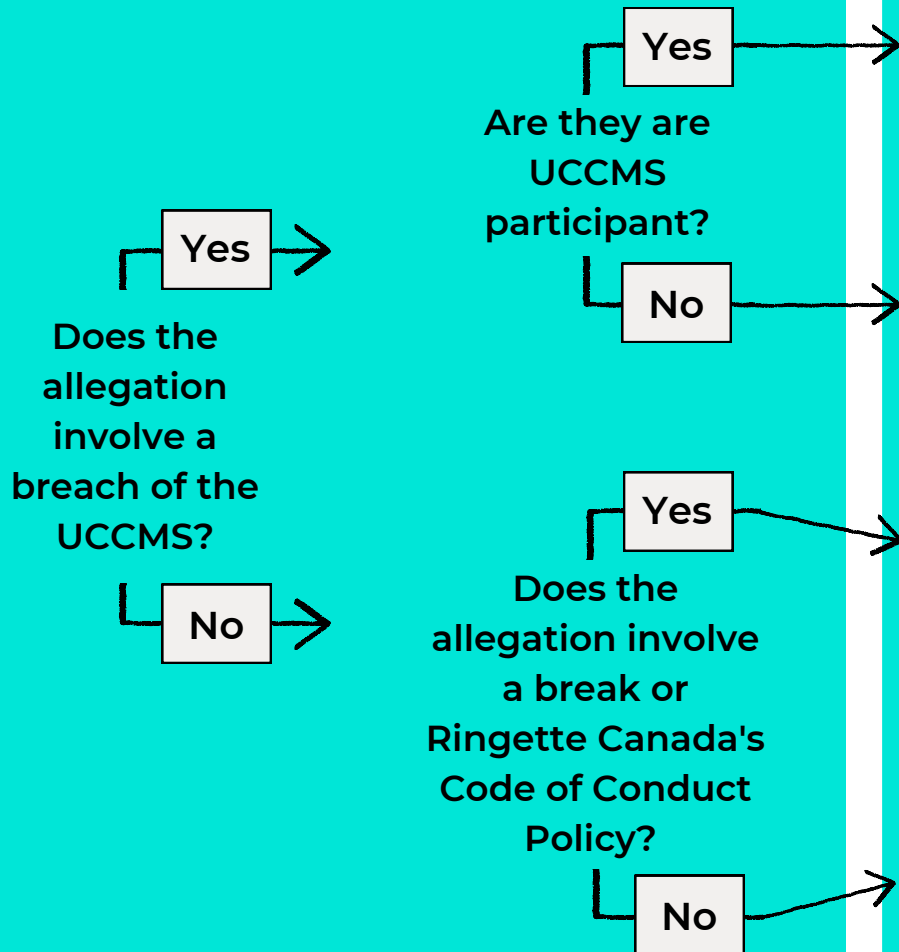 Yes
Does the
allegation
involve a
breach of the
UCCMS?
No
Yes
Are they are
UCCMS
participant?
No
Yes
Does the
allegation involve
a break or
Ringette Canada's
Code of Conduct
Policy?
No